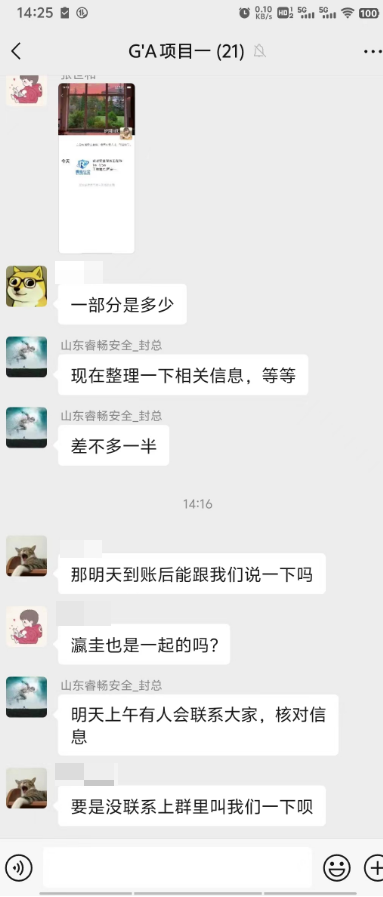 14:25
0.10
KB/s
HD
5G
5G
100
G'A项目一 (21)
今天
一部分是多少
山东睿畅安全_封总
现在整理一下相关信息，等等
山东睿畅安全_封总
差不多一半
14:16
那明天到账后能跟我们说一下吗
瀛圭也是一起的吗?
山东睿畅安全_封总
明天上午有人会联系大家，核对信
息
要是没联系上群里叫我们一下呗